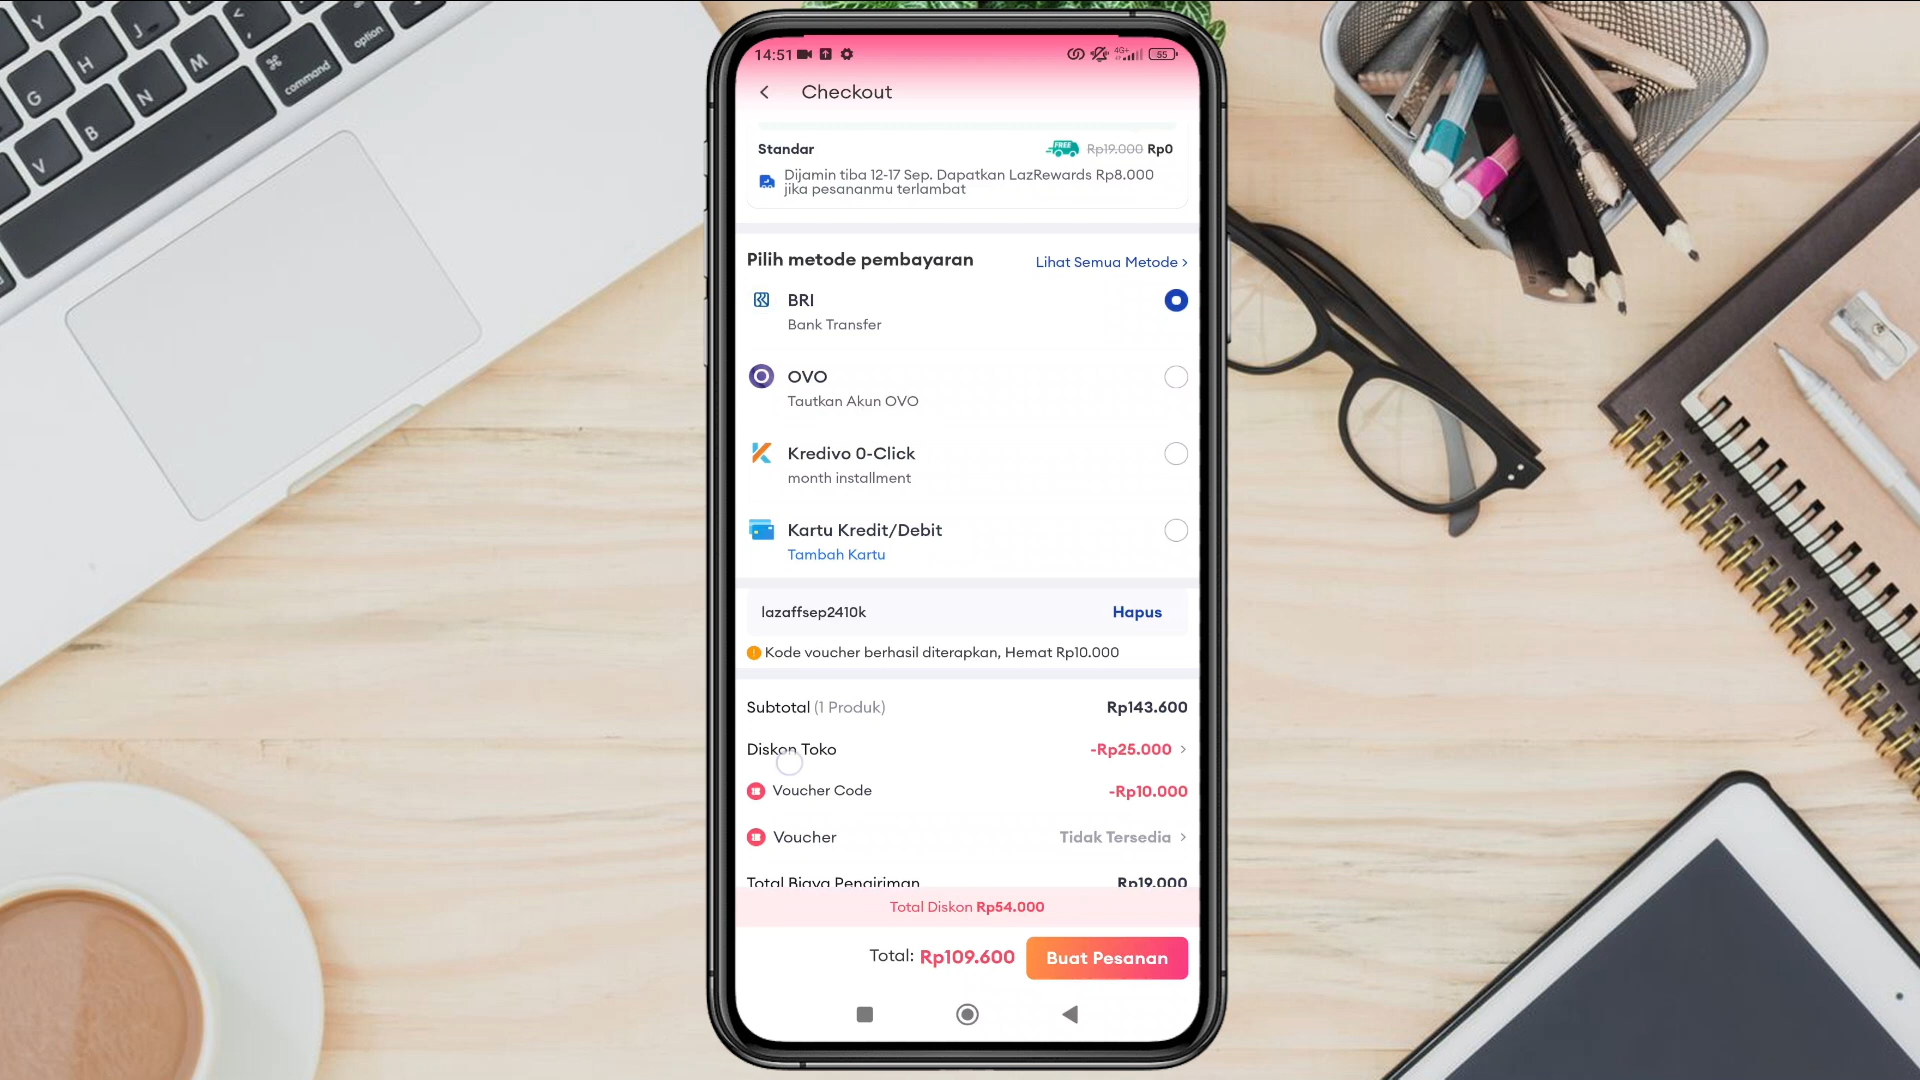 14:51
4G+
55
Checkout
Standar
FREE
Rp19.000 Rp0
Dijamin tiba 12-17 Sep. Dapatkan LazRewards Rp8.000
jika pesananmu terlambat
Pilih metode pembayaran
Lihat Semua Metode >
BRI
Bank Transfer
OVO
Tautkan Akun OVO
Kredivo 0-Click
month installment
Kartu Kredit/Debit
Tambah Kartu
lazaffsep2410k
Hapus
Kode voucher berhasil diterapkan, Hemat Rp10.000
Subtotal (1 Produk)
Rp143.600
Diskon Toko
-Rp25.000 >
Voucher Code
-Rp10.000
Voucher
Tidak Tersedia >
Total Biaya Pengiriman
Rp19.000
Total Diskon Rp54.000
Total: Rp109.600
Buat Pesanan
Y
H
J
G
N
M
B
V
<
⌘
command
option